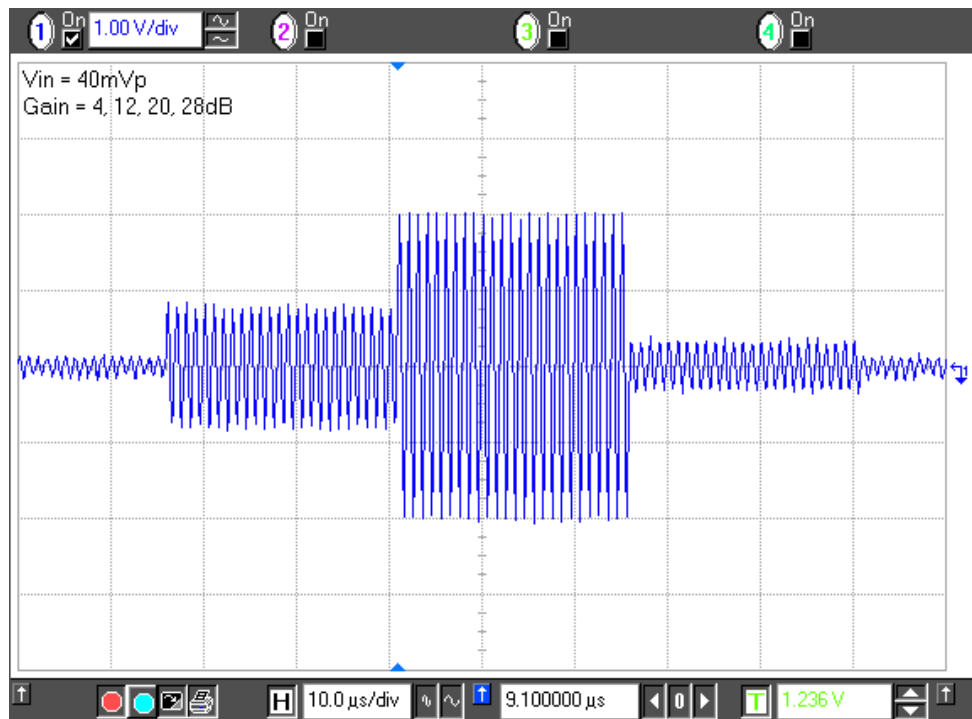 1 On 1.00 V/div 2 On 3 On 4 On
Vin = 40mVp
Gain = 4, 12, 20, 28dB
1
H 10.0 µs/div 9.100000 µs 0 T 1.236 V